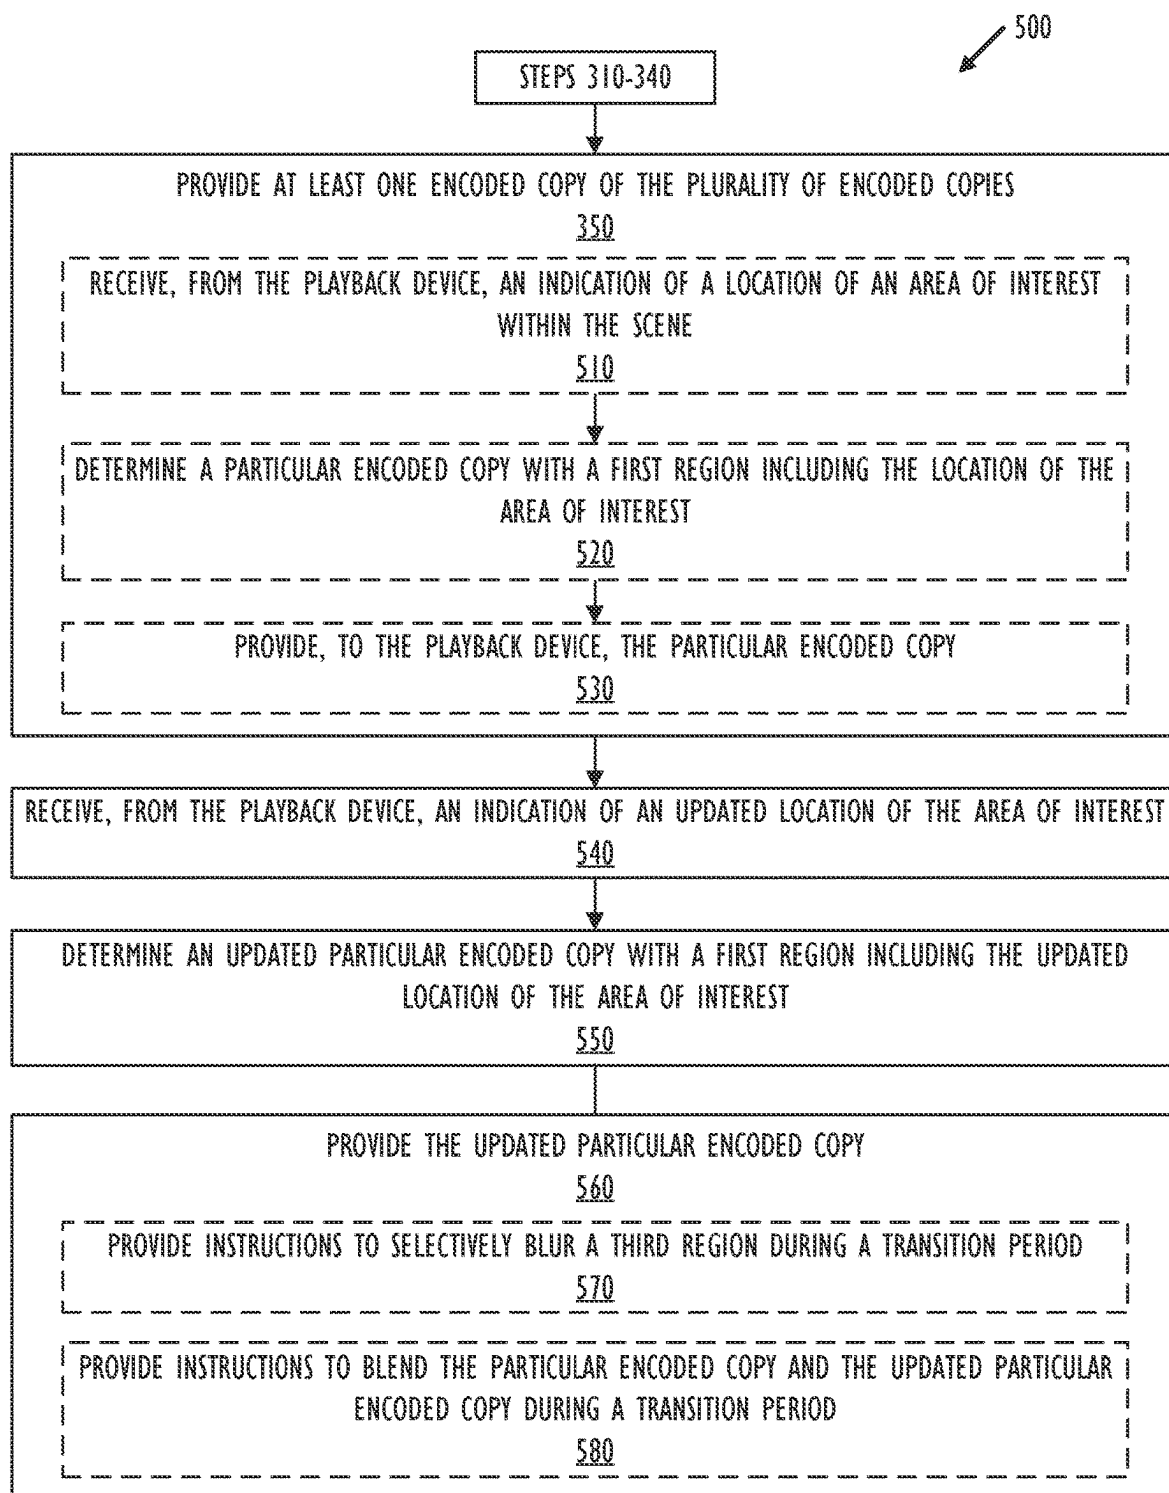 500
STEPS 310-340
PROVIDE AT LEAST ONE ENCODED COPY OF THE PLURALITY OF ENCODED COPIES
350
RECEIVE, FROM THE PLAYBACK DEVICE, AN INDICATION OF A LOCATION OF AN AREA OF INTEREST
WITHIN THE SCENE
510
DETERMINE A PARTICULAR ENCODED COPY WITH A FIRST REGION INCLUDING THE LOCATION OF THE
AREA OF INTEREST
520
PROVIDE, TO THE PLAYBACK DEVICE, THE PARTICULAR ENCODED COPY
530
RECEIVE, FROM THE PLAYBACK DEVICE, AN INDICATION OF AN UPDATED LOCATION OF THE AREA OF INTEREST
540
DETERMINE AN UPDATED PARTICULAR ENCODED COPY WITH A FIRST REGION INCLUDING THE UPDATED
LOCATION OF THE AREA OF INTEREST
550
PROVIDE THE UPDATED PARTICULAR ENCODED COPY
560
PROVIDE INSTRUCTIONS TO SELECTIVELY BLUR A THIRD REGION DURING A TRANSITION PERIOD
570
PROVIDE INSTRUCTIONS TO BLEND THE PARTICULAR ENCODED COPY AND THE UPDATED PARTICULAR
ENCODED COPY DURING A TRANSITION PERIOD
580